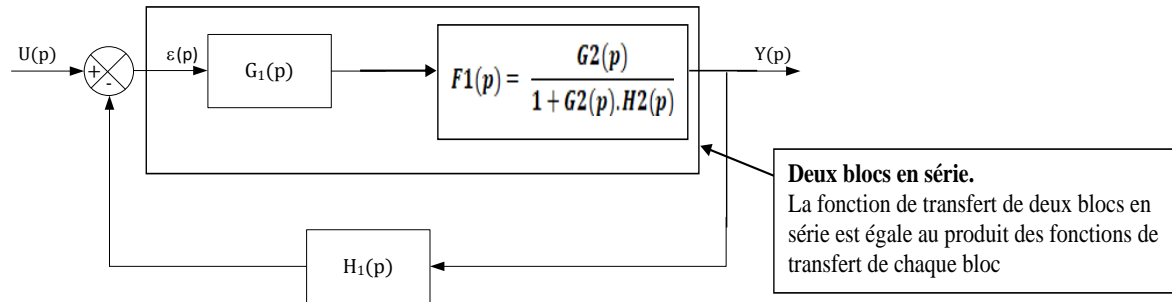 U(p)
+
-
ε(p)
G₁(p)
F1(p) = G2(p) / 1 + G2(p).H2(p)
Y(p)
H₁(p)
Deux blocs en série.
La fonction de transfert de deux blocs en
série est égale au produit des fonctions de
transfert de chaque bloc